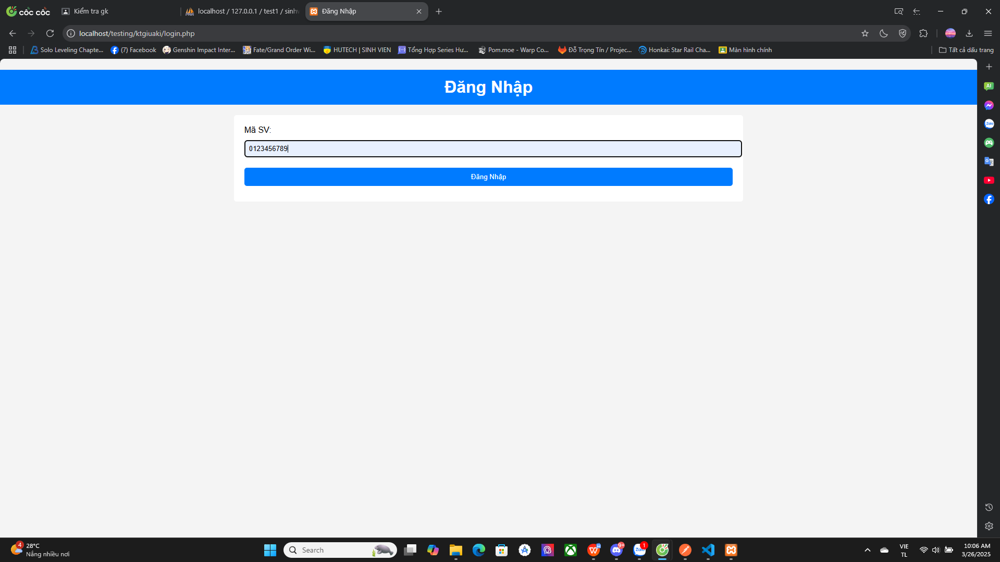 cốc cốc
Kiểm tra gk
localhost / 127.0.0.1 / test1 / sinhv
Đăng Nhập
localhost/testing/ktgiuaki/login.php
Solo Leveling Chapte...
(7) Facebook
Genshin Impact Inter...
Fate/Grand Order Wi...
HUTECH | SINH VIEN
Tổng Hợp Series Hư...
Pom.moe - Warp Co...
Đỗ Trọng Tín / Projec...
Honkai: Star Rail Cha...
Màn hình chính
Tất cả dấu trang
Đăng Nhập
Mã SV:
0123456789
Đăng Nhập
AI
Zalo
4
28°C
Nắng nhiều nơi
Search
9+
1
VIE
TL
10:06 AM
3/26/2025